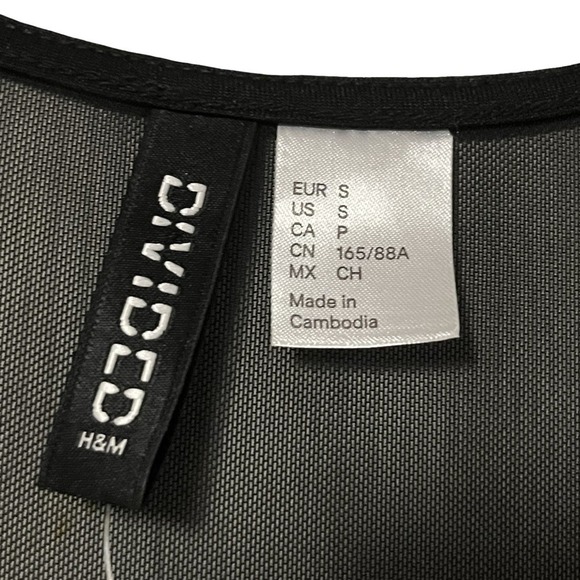 DIVIDED
H&M
EUR S
US S
CA P
CN 165/88A
MX CH
Made in
Cambodia